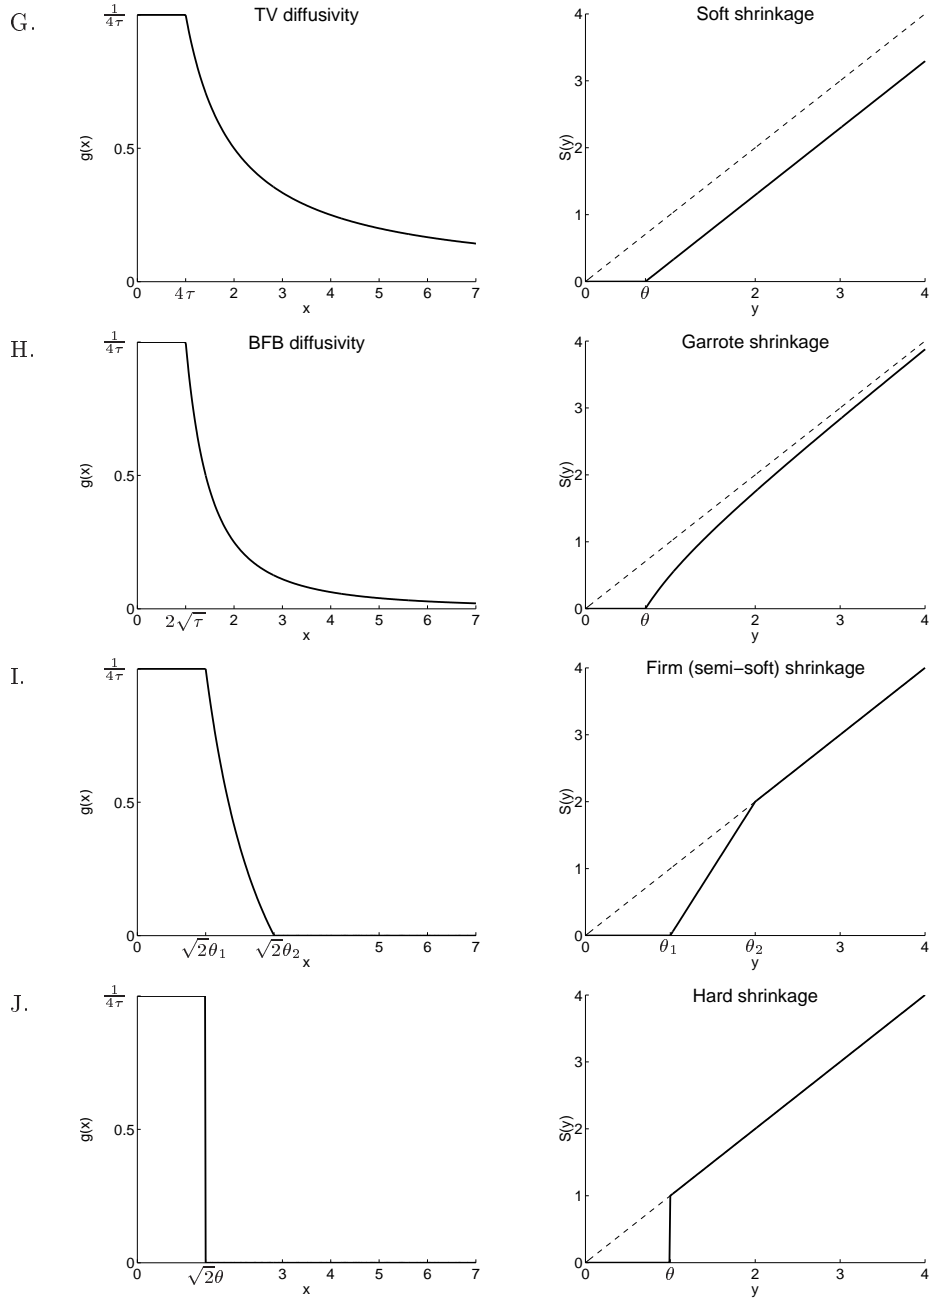 G.
TV diffusivity
1/4τ
0.5
0
g(x)
0 4τ 2 3 4 5 6 7
x
Soft shrinkage
4
3
2
1
0
S(y)
0 θ 2 3 4
y
H.
BFB diffusivity
1/4τ
0.5
0
g(x)
0 2√τ 2 3 4 5 6 7
x
Garrote shrinkage
4
3
2
1
0
S(y)
0 θ 2 3 4
y
I.
1/4τ
0.5
0
g(x)
0 √2θ₁ √2θ₂ 4 5 6 7
x
Firm (semi−soft) shrinkage
4
3
2
1
0
S(y)
0 θ₁ θ₂ 3 4
y
J.
1/4τ
0.5
0
g(x)
0 √2θ 3 4 5 6 7
x
Hard shrinkage
4
3
2
1
0
S(y)
0 θ 2 3 4
y